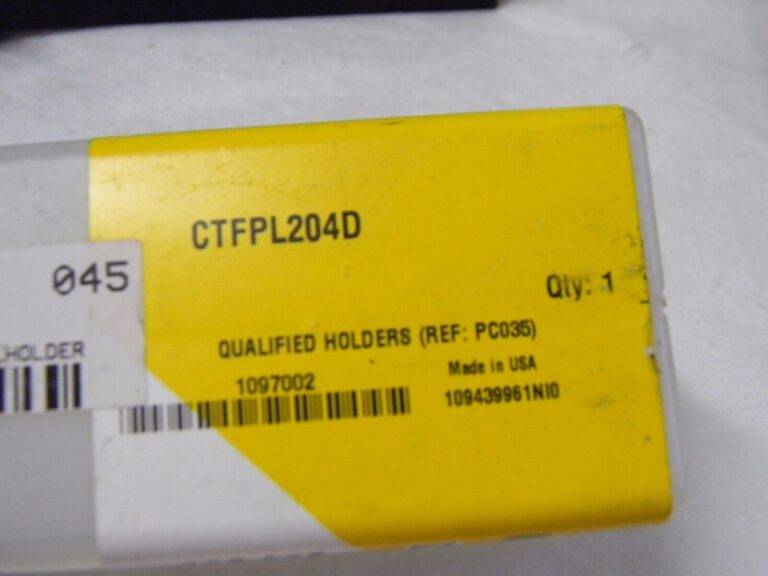 CTFPL204D
045
Qty: 1
QUALIFIED HOLDERS (REF: PC035)
HOLDER
1097002
Made in USA
109439961NI0